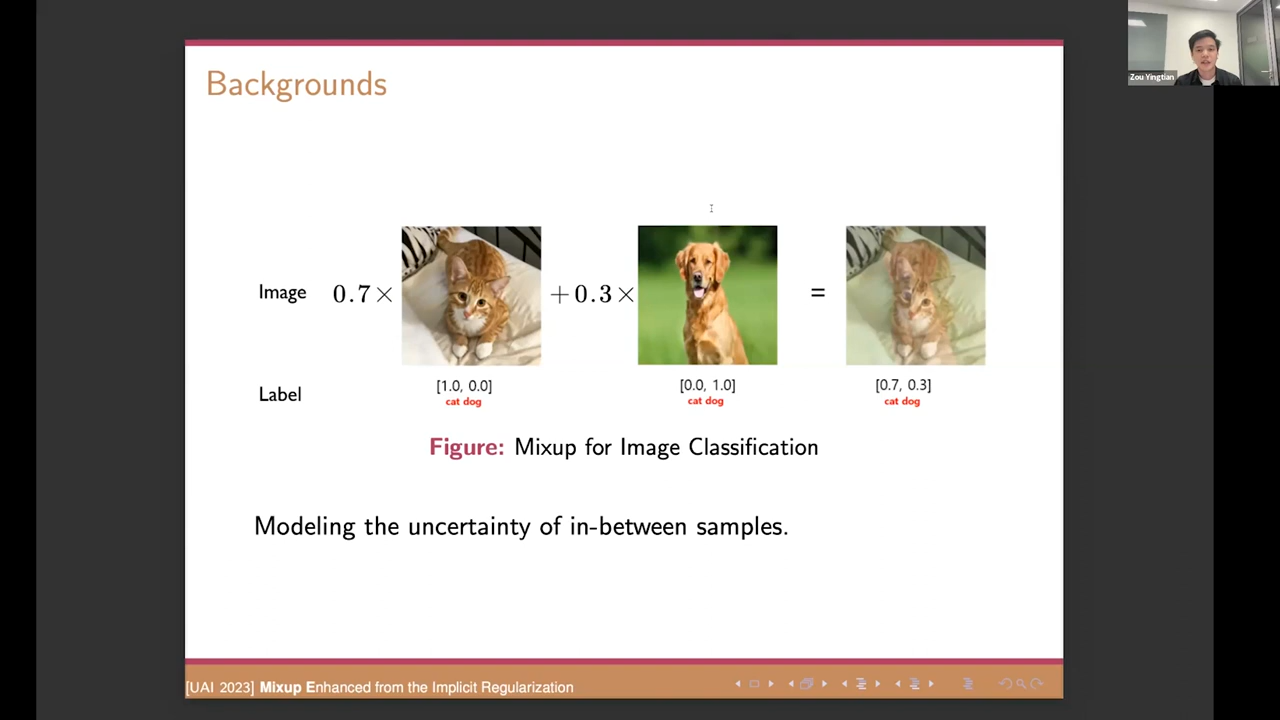 Zou Yingtian
Backgrounds
Image 0.7× +0.3× =
Label [1.0, 0.0] [0.0, 1.0] [0.7, 0.3]
cat dog cat dog cat dog
Figure: Mixup for Image Classification
Modeling the uncertainty of in-between samples.
[UAI 2023] Mixup Enhanced from the Implicit Regularization